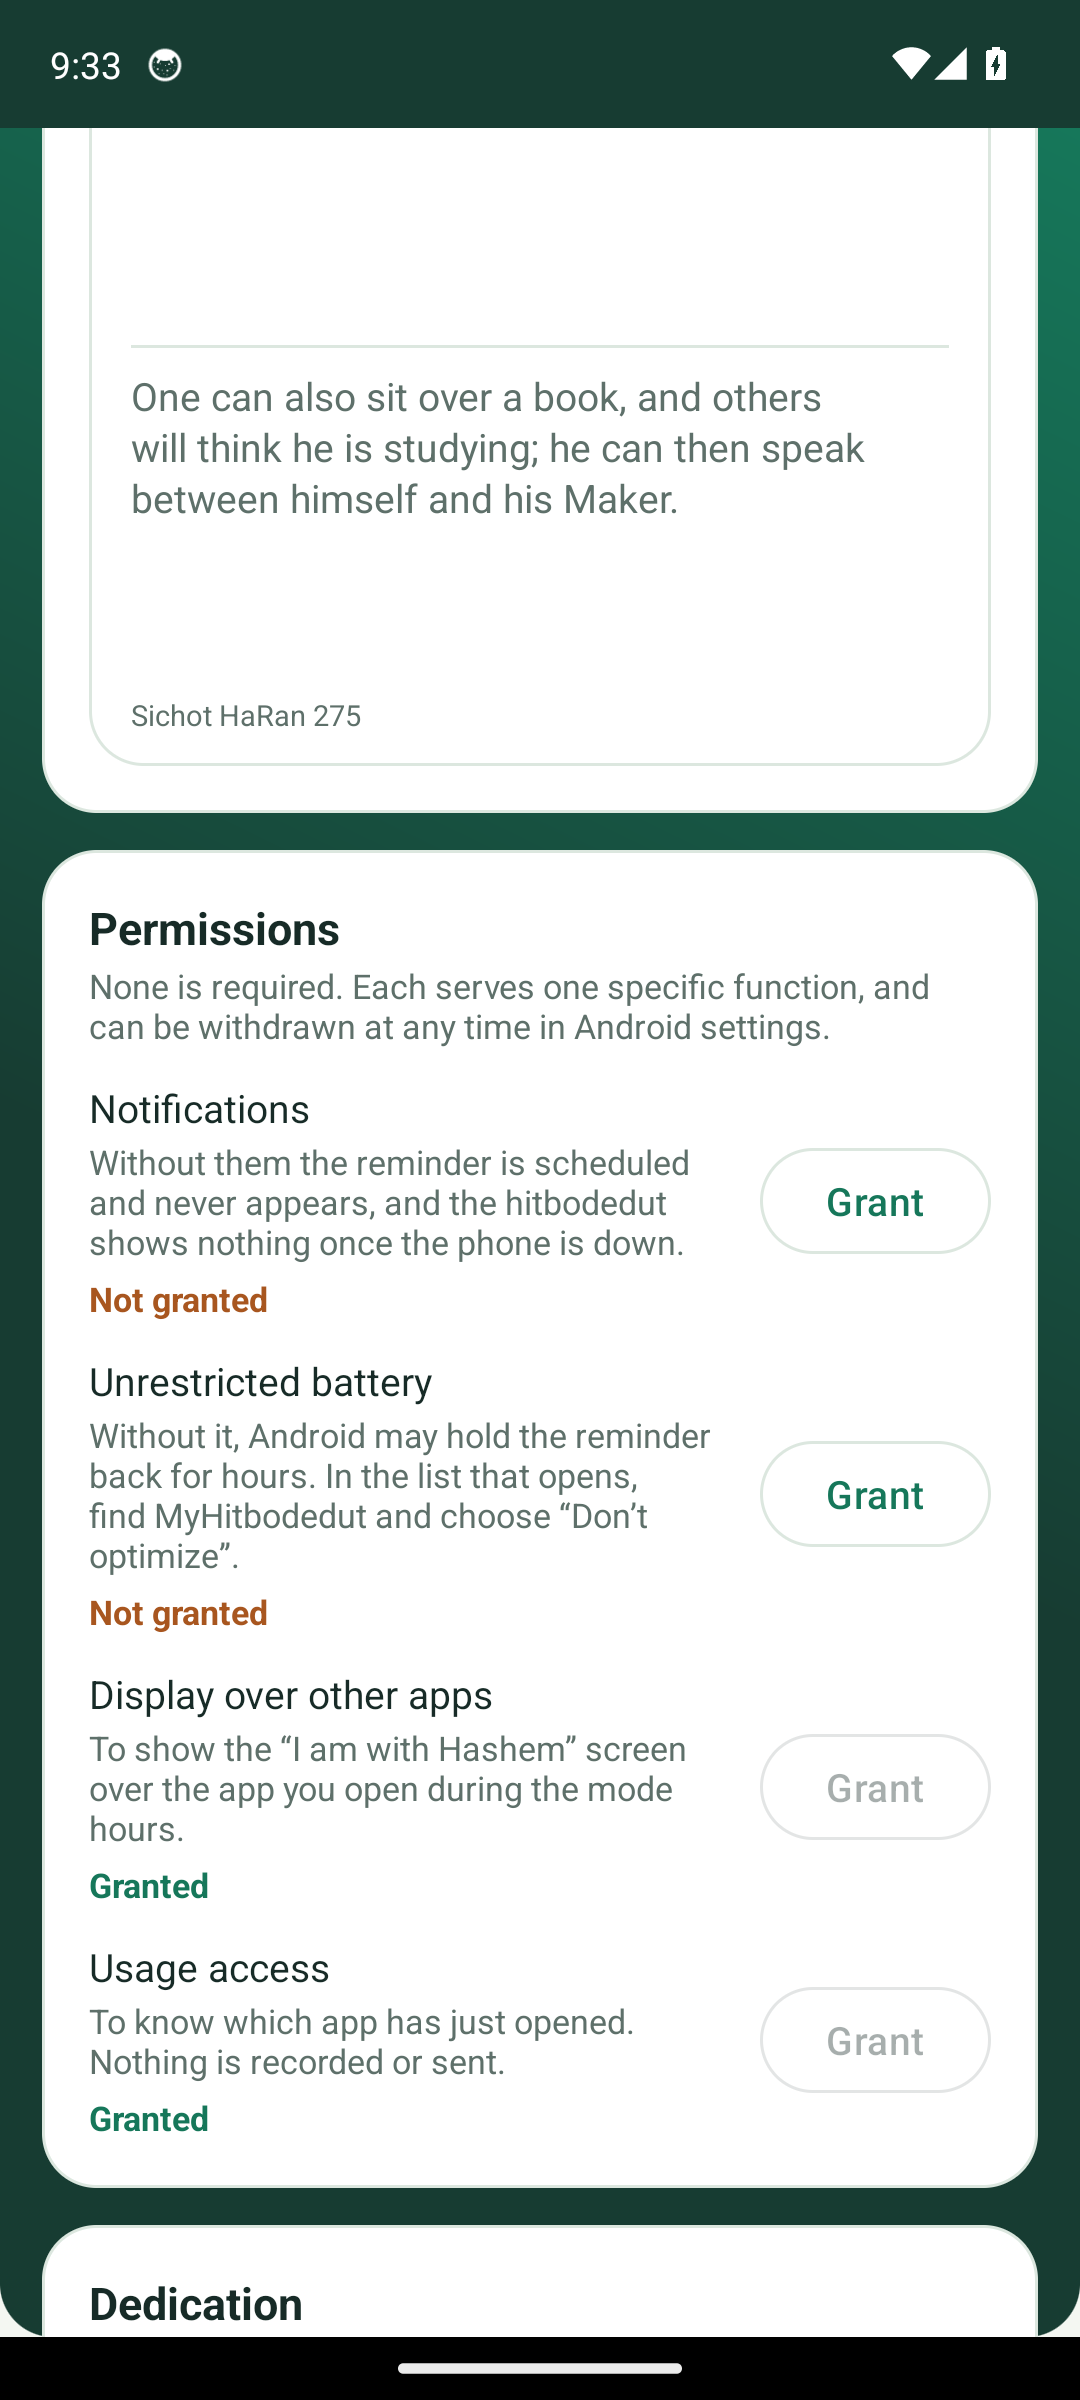 9:33
One can also sit over a book, and others
will think he is studying; he can then speak
between himself and his Maker.
Sichot HaRan 275
Permissions
None is required. Each serves one specific function, and
can be withdrawn at any time in Android settings.
Notifications
Without them the reminder is scheduled
and never appears, and the hitbodedut
shows nothing once the phone is down.
Not granted
Grant
Unrestricted battery
Without it, Android may hold the reminder
back for hours. In the list that opens,
find MyHitbodedut and choose “Don’t
optimize”.
Not granted
Grant
Display over other apps
To show the “I am with Hashem” screen
over the app you open during the mode
hours.
Granted
Grant
Usage access
To know which app has just opened.
Nothing is recorded or sent.
Granted
Grant
Dedication